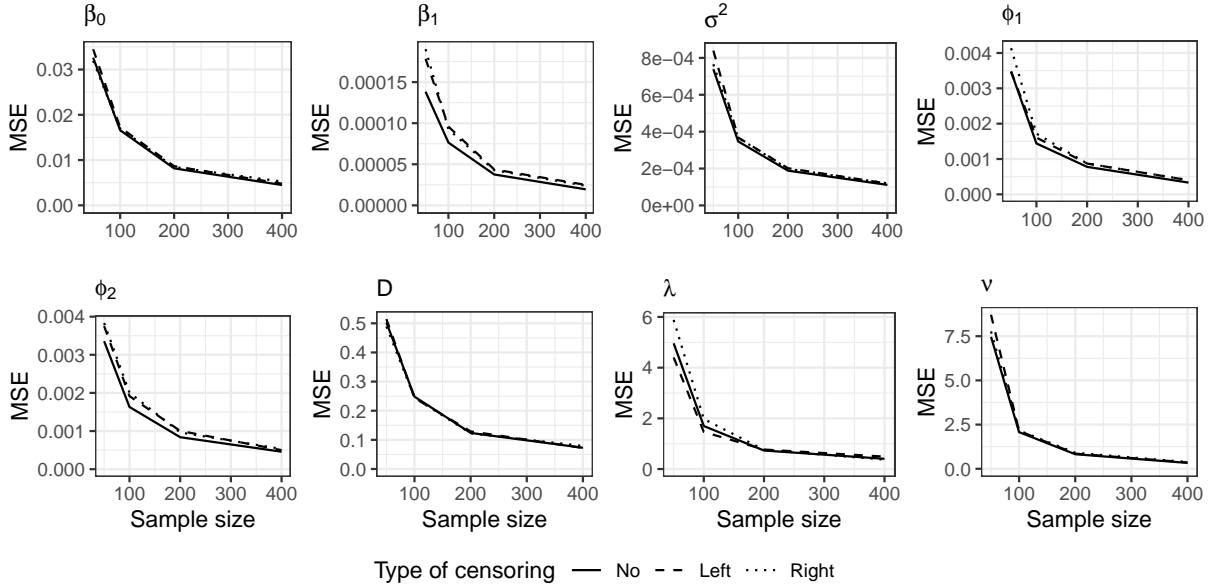 β0 β1 σ² ϕ1
MSE 0.03 0.02 0.01 0.00
100 200 300 400
MSE 0.00015 0.00010 0.00005 0.00000
100 200 300 400
MSE 8e−04 6e−04 4e−04 2e−04 0e+00
100 200 300 400
MSE 0.004 0.003 0.002 0.001 0.000
100 200 300 400
ϕ2 D λ ν
MSE 0.004 0.003 0.002 0.001 0.000
100 200 300 400
Sample size
MSE 0.5 0.4 0.3 0.2 0.1 0.0
100 200 300 400
Sample size
MSE 6 4 2 0
100 200 300 400
Sample size
MSE 7.5 5.0 2.5 0.0
100 200 300 400
Sample size
Type of censoring No Left Right